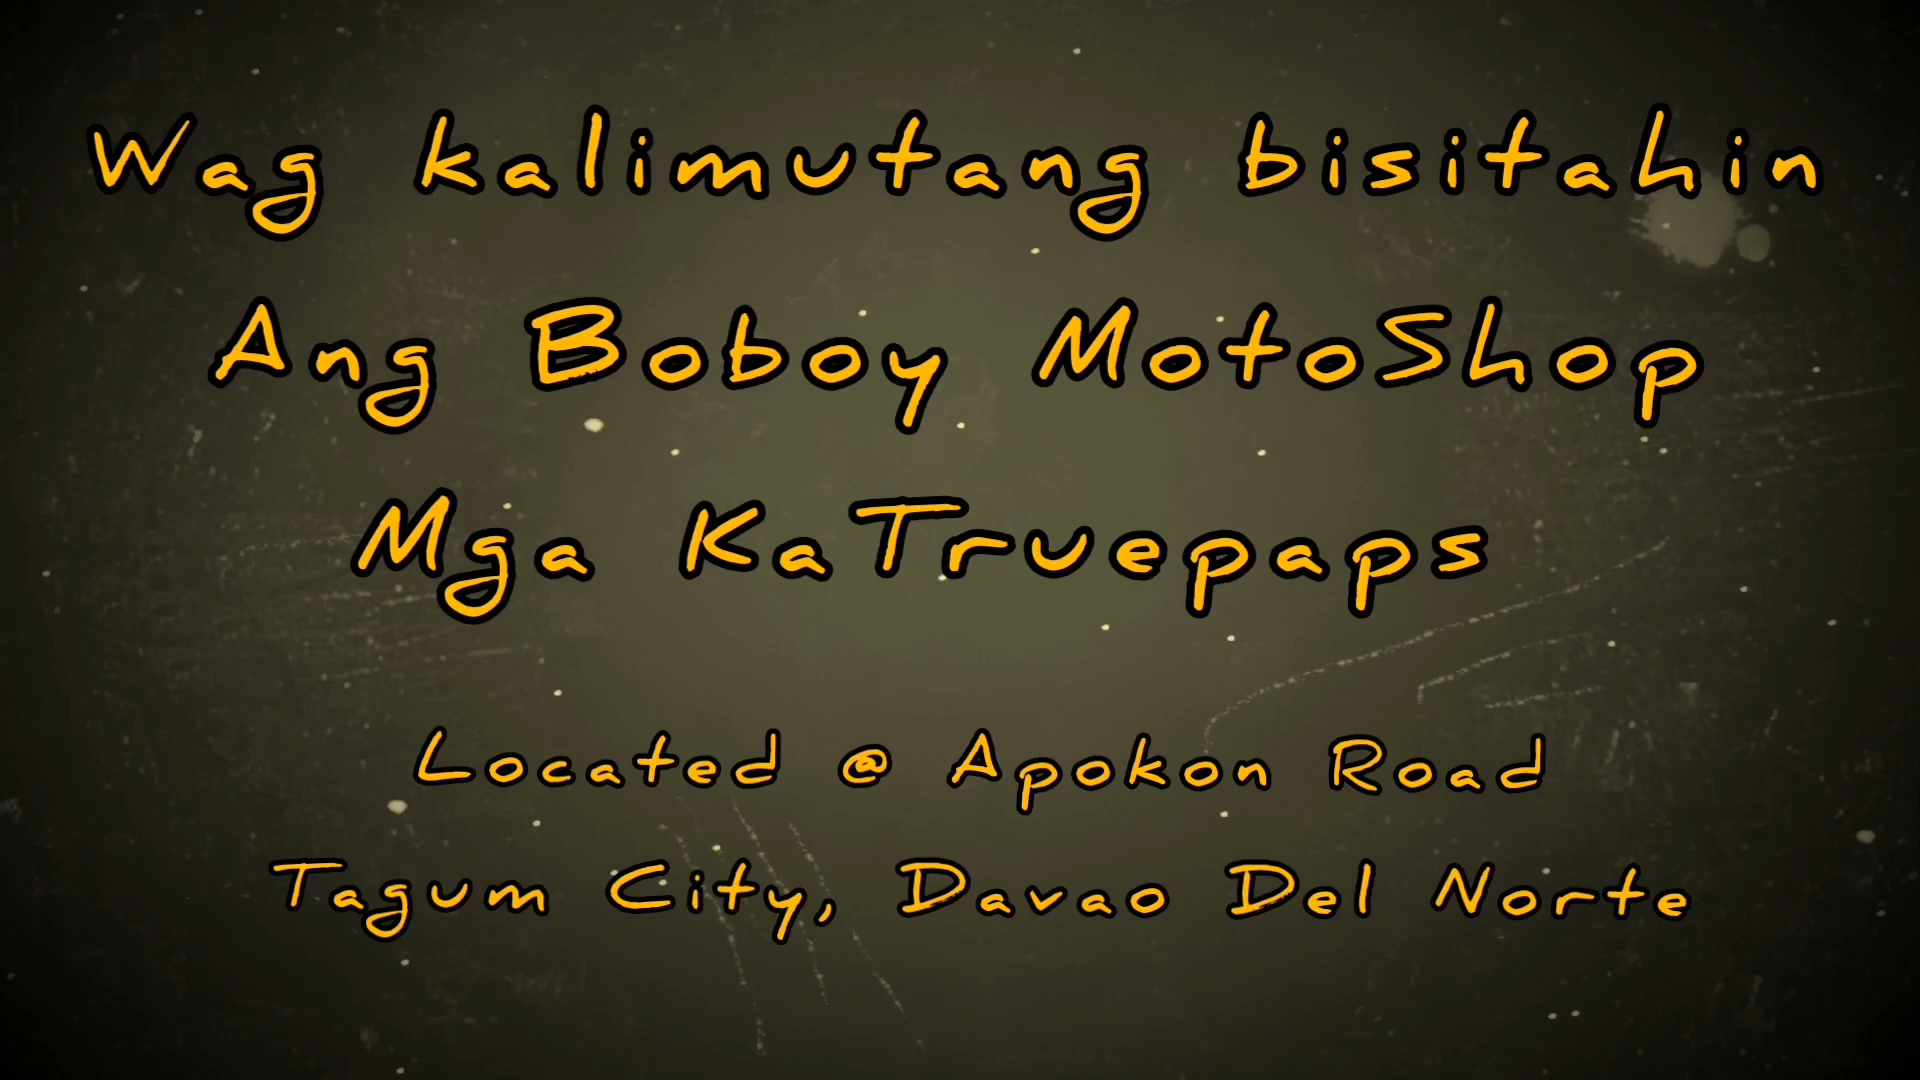 Wag kalimutang bisitahin
Ang Boboy MotoShop
Mga KaTruepaps
Located @ Apokon Road
Tagum City, Davao Del Norte